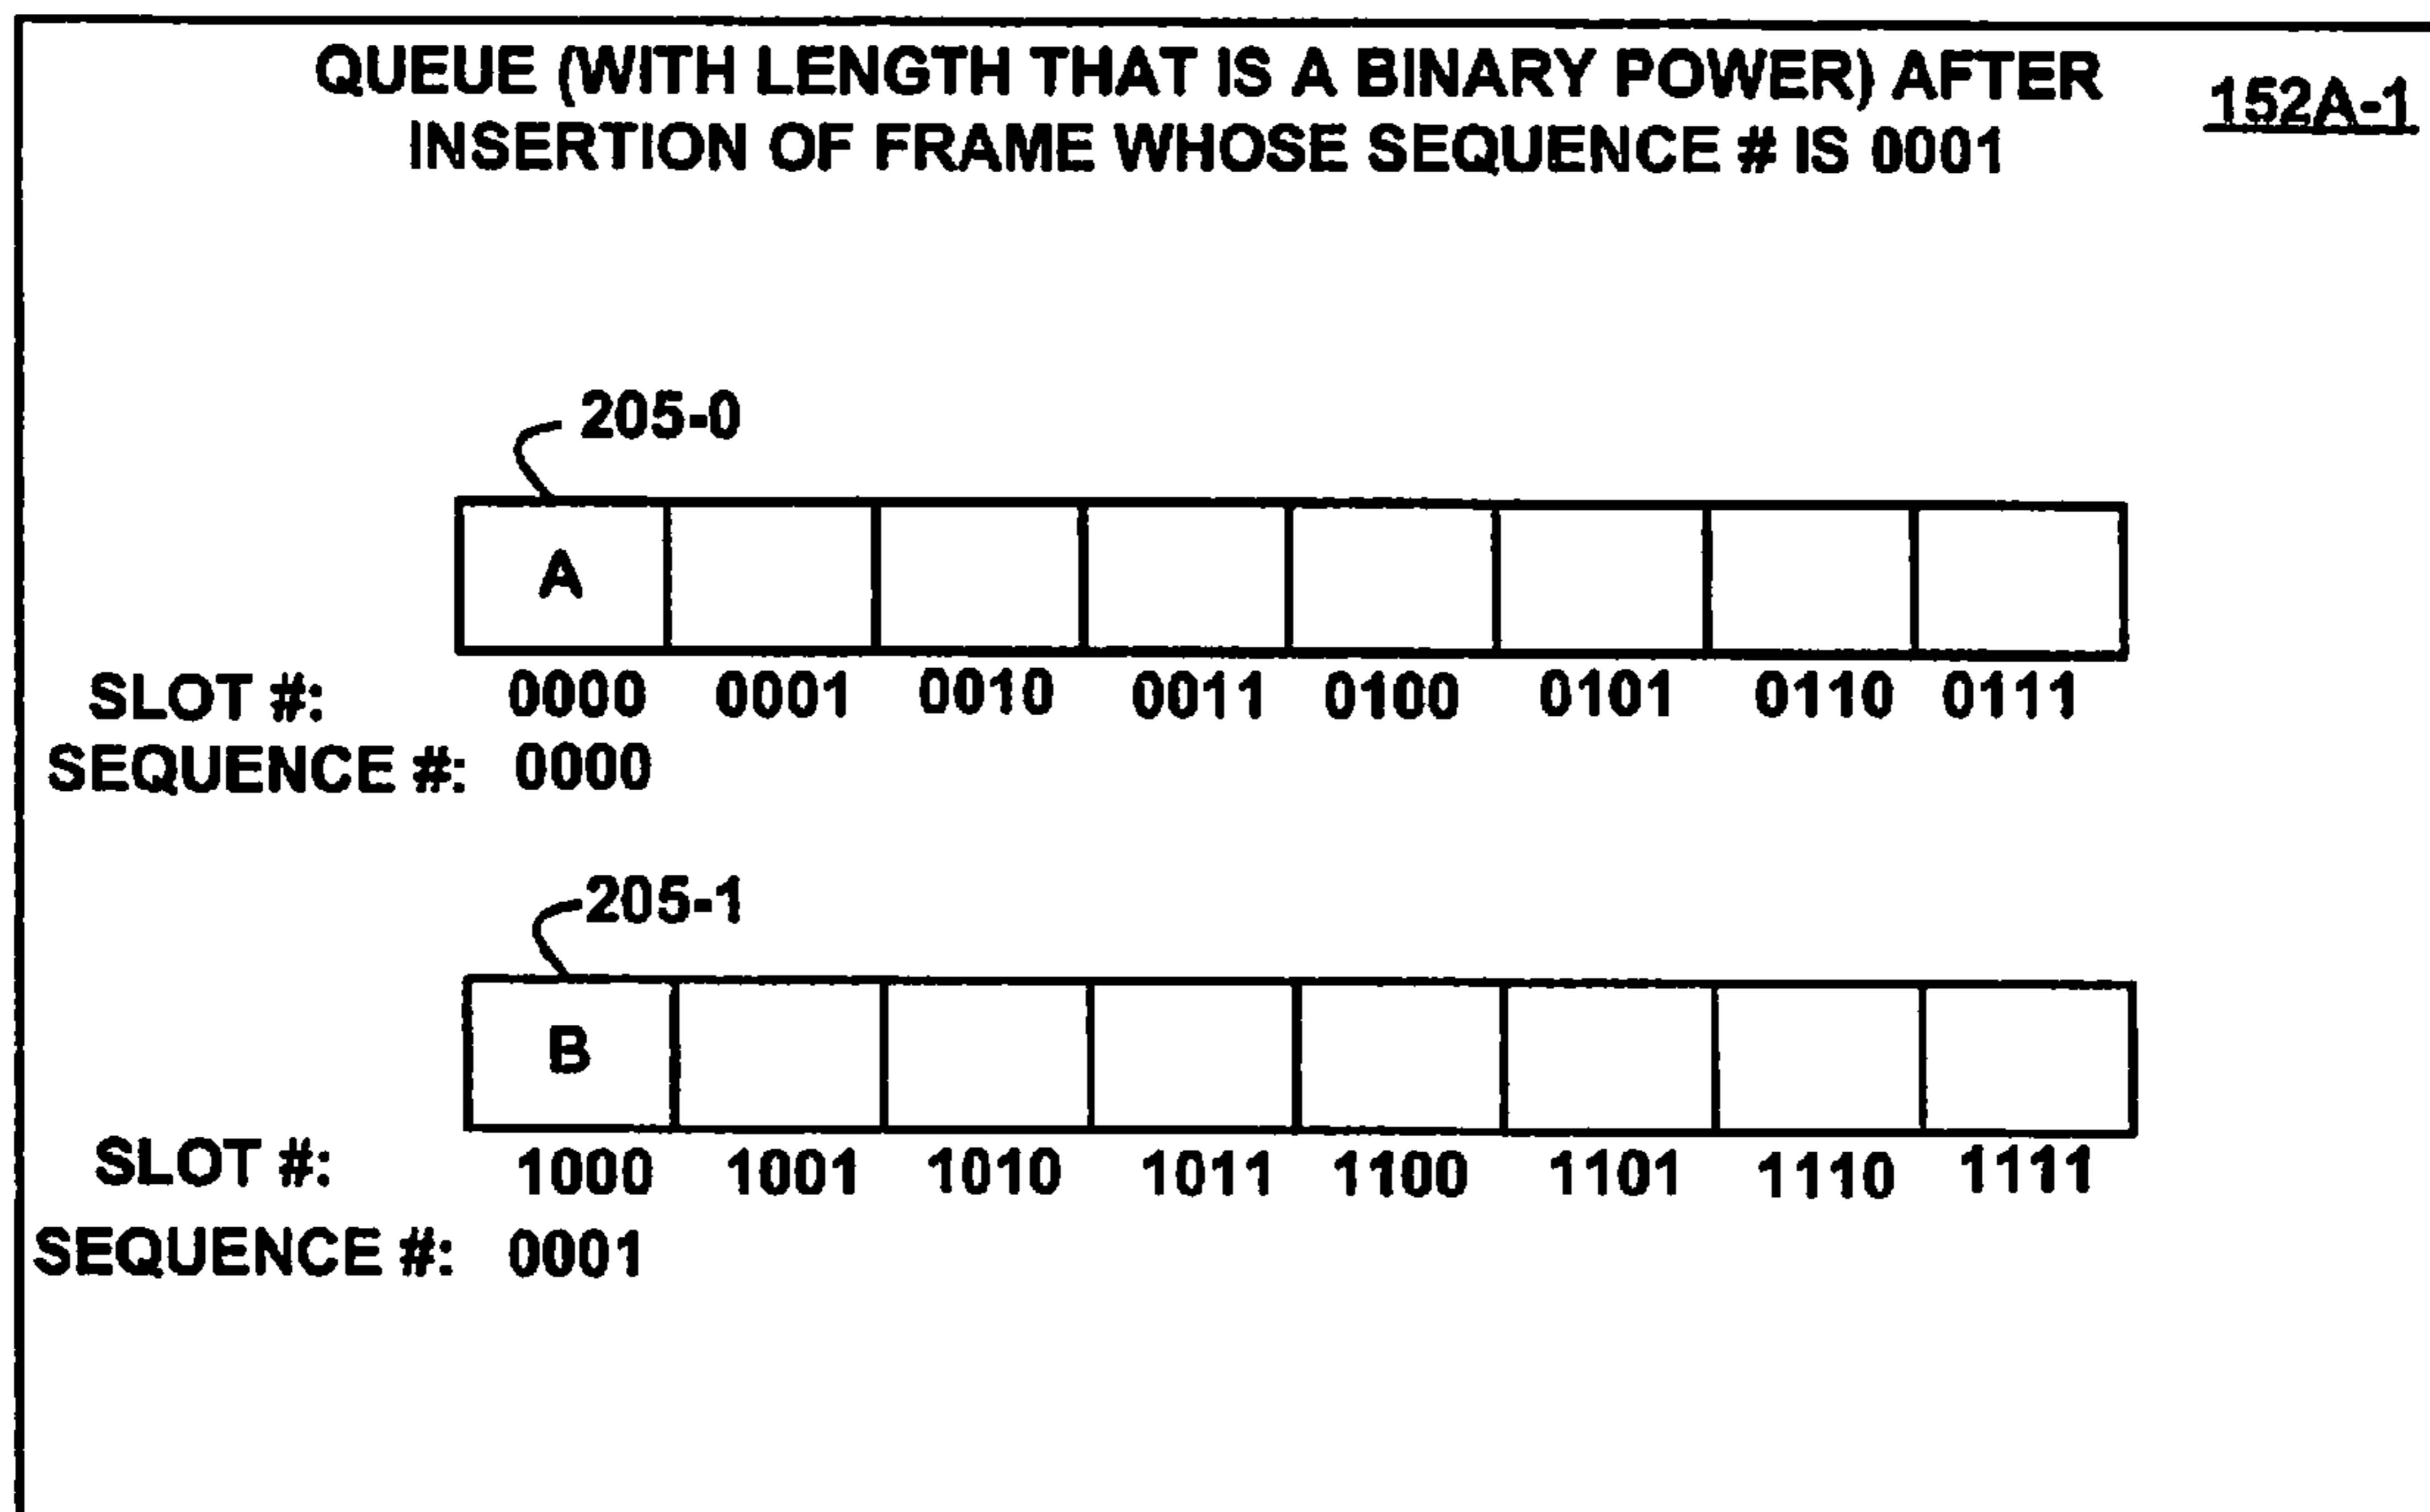 QUEUE (WITH LENGTH THAT IS A BINARY POWER) AFTER
INSERTION OF FRAME WHOSE SEQUENCE # IS 0001
152A-1
205-0
A
SLOT #: 0000 0001 0010 0011 0100 0101 0110 0111
SEQUENCE #: 0000
205-1
B
SLOT #: 1000 1001 1010 1011 1100 1101 1110 1111
SEQUENCE #: 0001